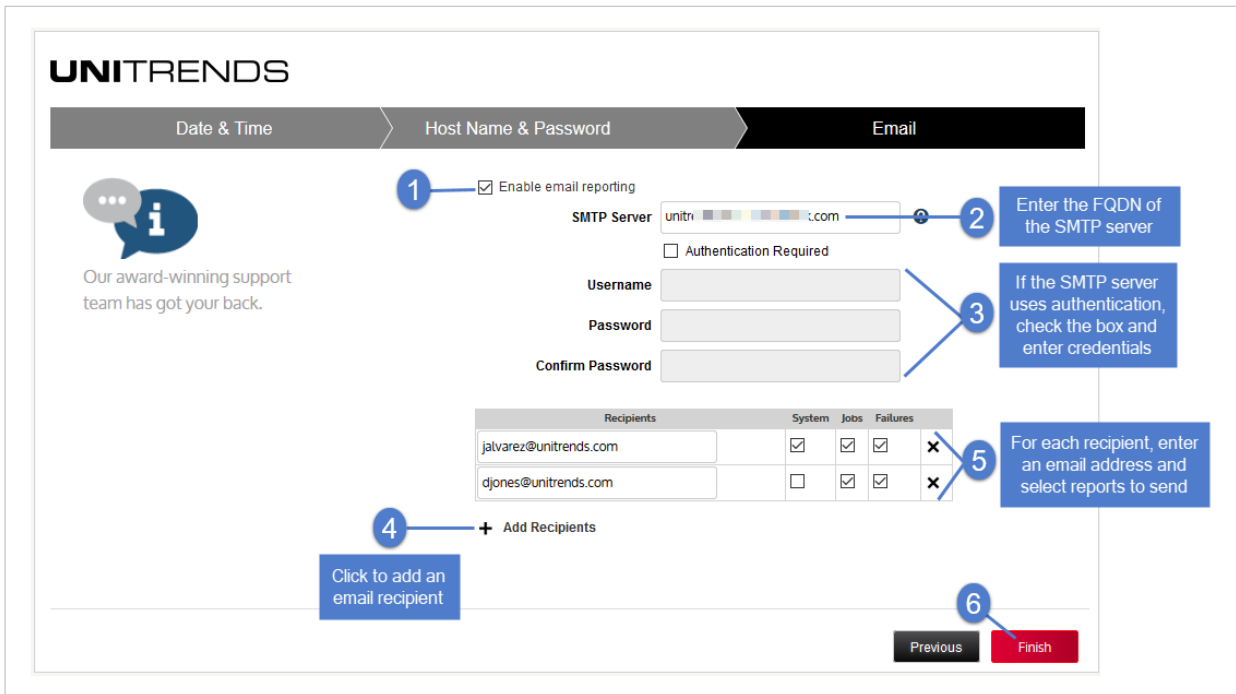 UNITRENDS
Date & Time
Host Name & Password
Email
1
Enable email reporting
SMTP Server
.com
2
Enter the FQDN of
the SMTP server
Authentication Required
Our award-winning support
team has got your back.
Username
Password
Confirm Password
3
If the SMTP server
uses authentication,
check the box and
enter credentials
Recipients System Jobs Failures
jalvarez@unitrends.com
djones@unitrends.com
5
For each recipient, enter
an email address and
select reports to send
4
Add Recipients
Click to add an
email recipient
6
Previous
Finish